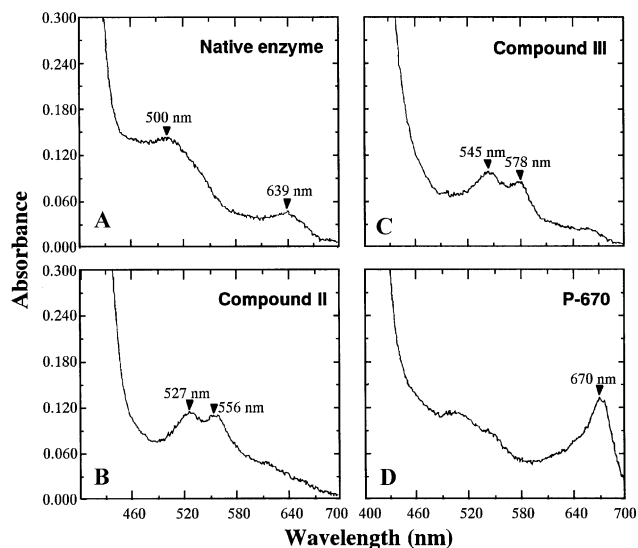 Absorbance
0.300
0.240
0.180
0.120
0.060
0.000
Native enzyme
500 nm
639 nm
A
Compound III
545 nm
578 nm
C
0.300
0.240
0.180
0.120
0.060
0.000
Compound II
527 nm
556 nm
B
460 520 580 640 700
P-670
670 nm
D
400 460 520 580 640 700
Wavelength (nm)